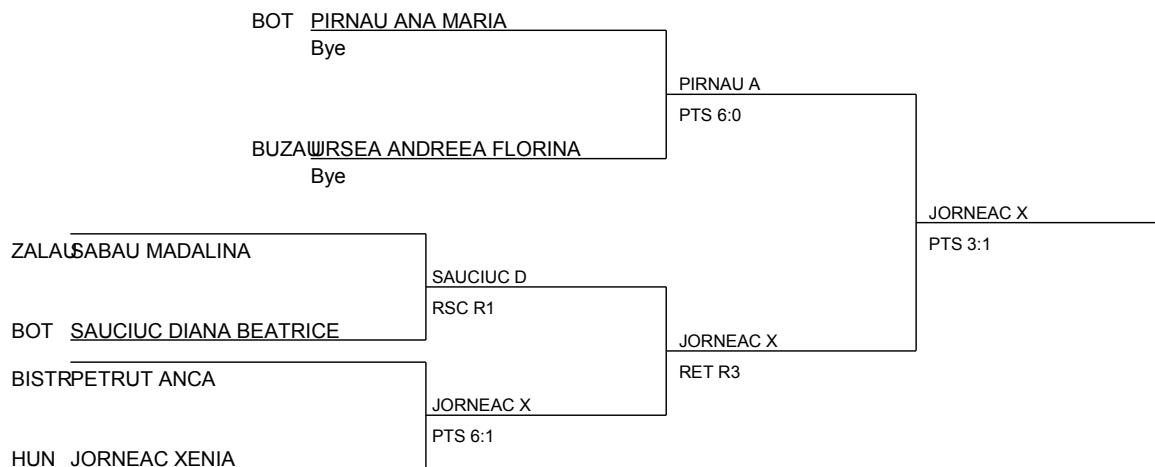 BOT PIRNAU ANA MARIA
Bye
PIRNAU A
PTS 6:0
BUZAU URSEA ANDREEA FLORINA
Bye
JORNEAC X
PTS 3:1
ZALAU SABAU MADALINA
SAUCIUC D
RSC R1
BOT SAUCIUC DIANA BEATRICE
JORNEAC X
RET R3
BISTR PETRUT ANCA
JORNEAC X
PTS 6:1
HUN JORNEAC XENIA